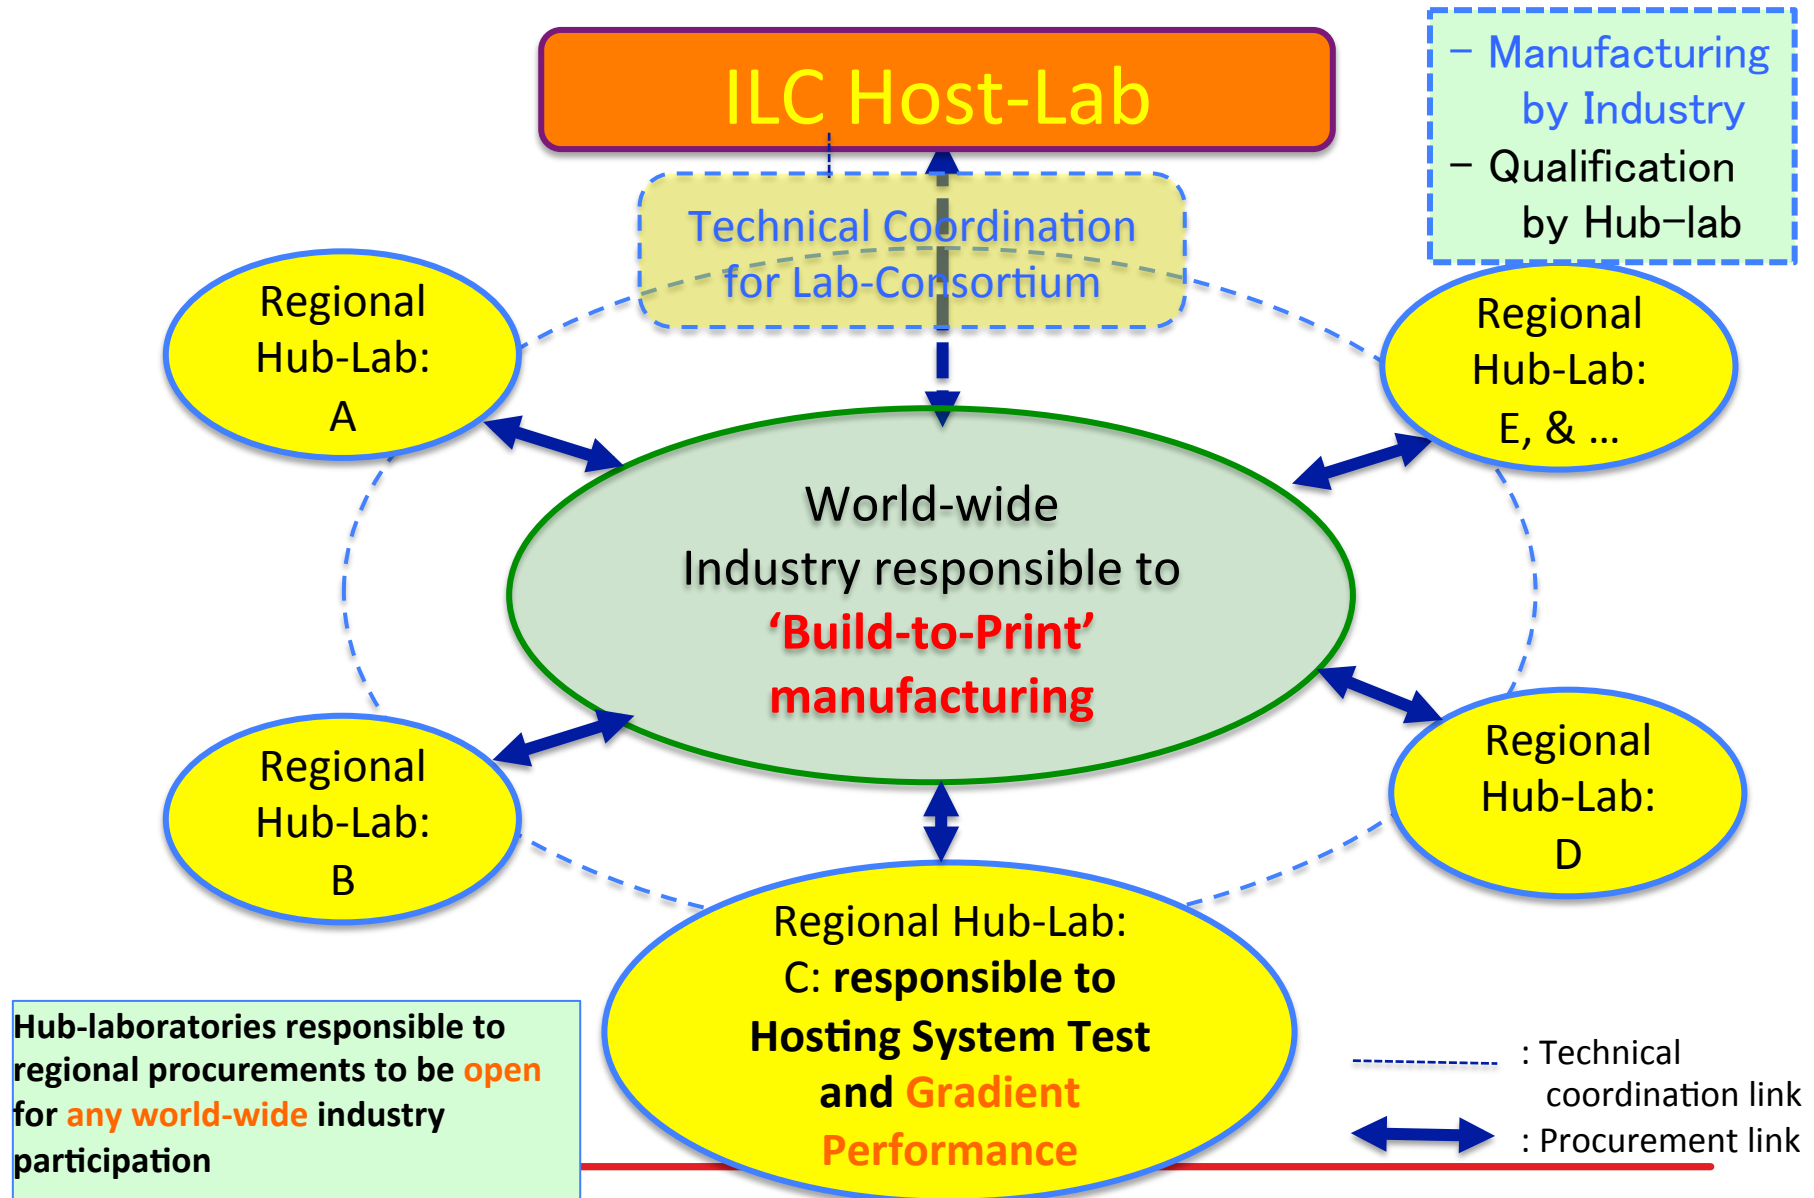 ILC Host-Lab
− Manufacturing
by Industry
− Qualification
by Hub−lab
Technical Coordination
for Lab-Consortium
Regional
Hub-Lab:
A
Regional
Hub-Lab:
E, & ...
World-wide
Industry responsible to
‘Build-to-Print’
manufacturing
Regional
Hub-Lab:
B
Regional
Hub-Lab:
D
Regional Hub-Lab:
C: responsible to
Hosting System Test
and Gradient
Performance
Hub-laboratories responsible to
regional procurements to be open
for any world-wide industry
participation
: Technical
coordination link
: Procurement link